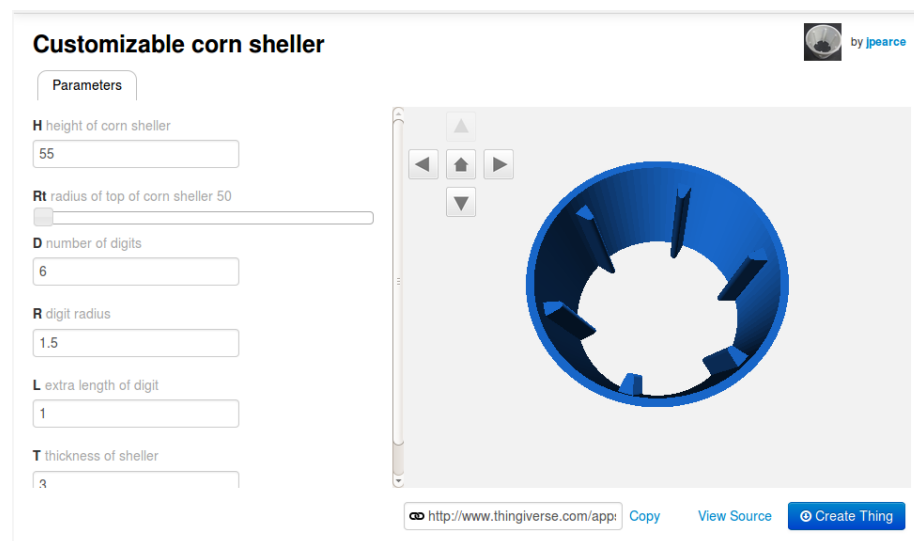 Customizable corn sheller
by jpearce
Parameters
H height of corn sheller
55
Rt radius of top of corn sheller 50
D number of digits
6
R digit radius
1.5
L extra length of digit
1
T thickness of sheller
3
http://www.thingiverse.com/apps
Copy
View Source
Create Thing